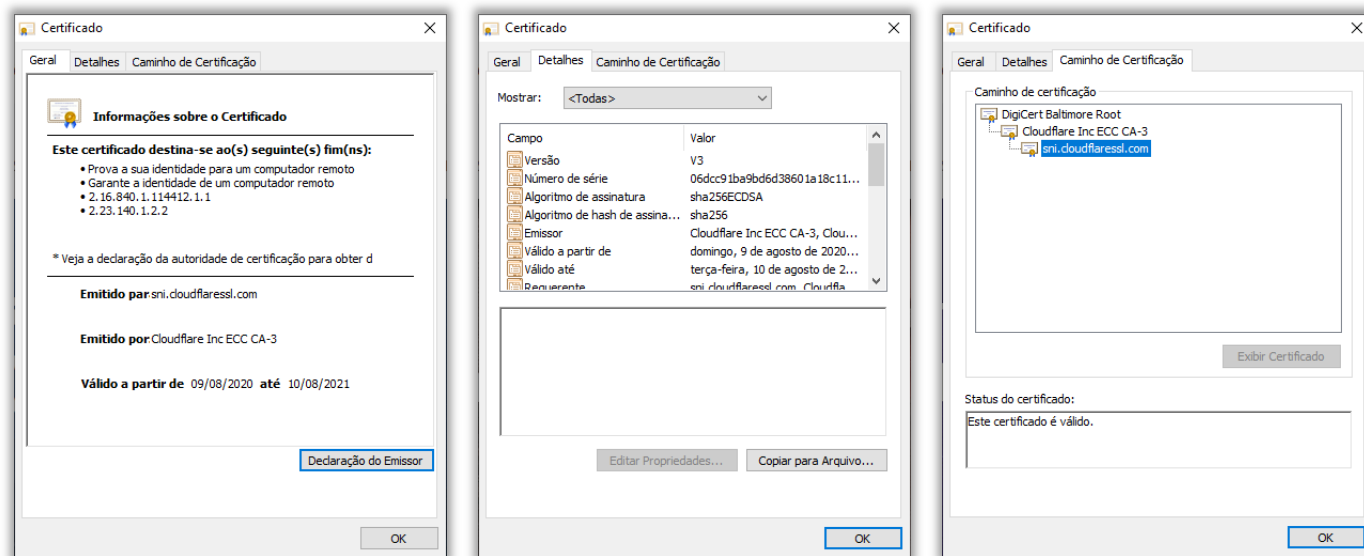 Certificado
Geral Detalhes Caminho de Certificação
Informações sobre o Certificado
Este certificado destina-se ao(s) seguinte(s) fim(ns):
• Prova a sua identidade para um computador remoto
• Garante a identidade de um computador remoto
• 2.16.840.1.114412.1.1
• 2.23.140.1.2.2
* Veja a declaração da autoridade de certificação para obter d
Emitido par sni.cloudflaressl.com
Emitido por Cloudflare Inc ECC CA-3
Válido a partir de 09/08/2020 até 10/08/2021
Declaração do Emissor
OK
Certificado
Geral Detalhes Caminho de Certificação
Mostrar: <Todas>
Campo Valor
Versão V3
Número de série 06dcc91ba9bd6d38601a18c11...
Algoritmo de assinatura sha256ECDSA
Algoritmo de hash de assina... sha256
Emissor Cloudflare Inc ECC CA-3, Clou...
Válido a partir de domingo, 9 de agosto de 2020...
Válido até terça-feira, 10 de agosto de 2...
Requerente sni.cloudflaressl.com, Cloudfla...
Editar Propriedades... Copiar para Arquivo...
OK
Certificado
Geral Detalhes Caminho de Certificação
Caminho de certificação
DigiCert Baltimore Root
Cloudflare Inc ECC CA-3
sni.cloudflaressl.com
Exibir Certificado
Status do certificado:
Este certificado é válido.
OK